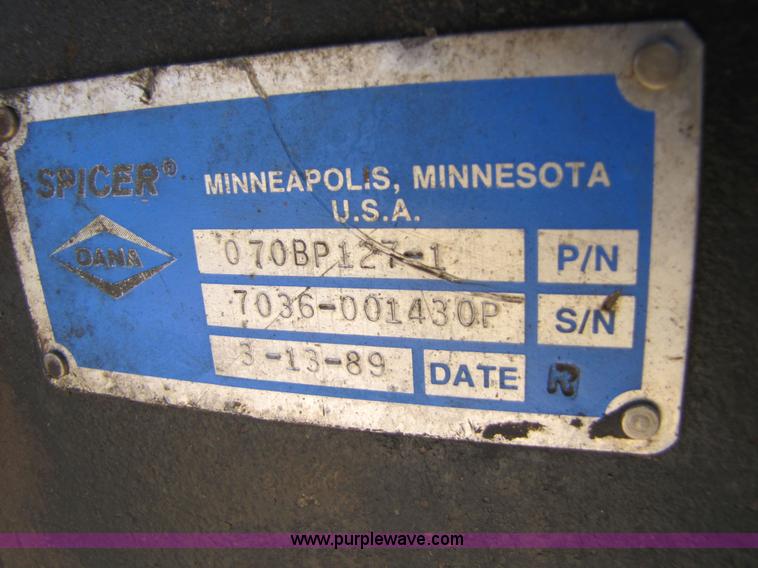 SPICER®
MINNEAPOLIS, MINNESOTA
U.S.A.
DANA
070BP127-1 P/N
7036-001430P S/N
3-13-89 DATE R
www.purplewave.com